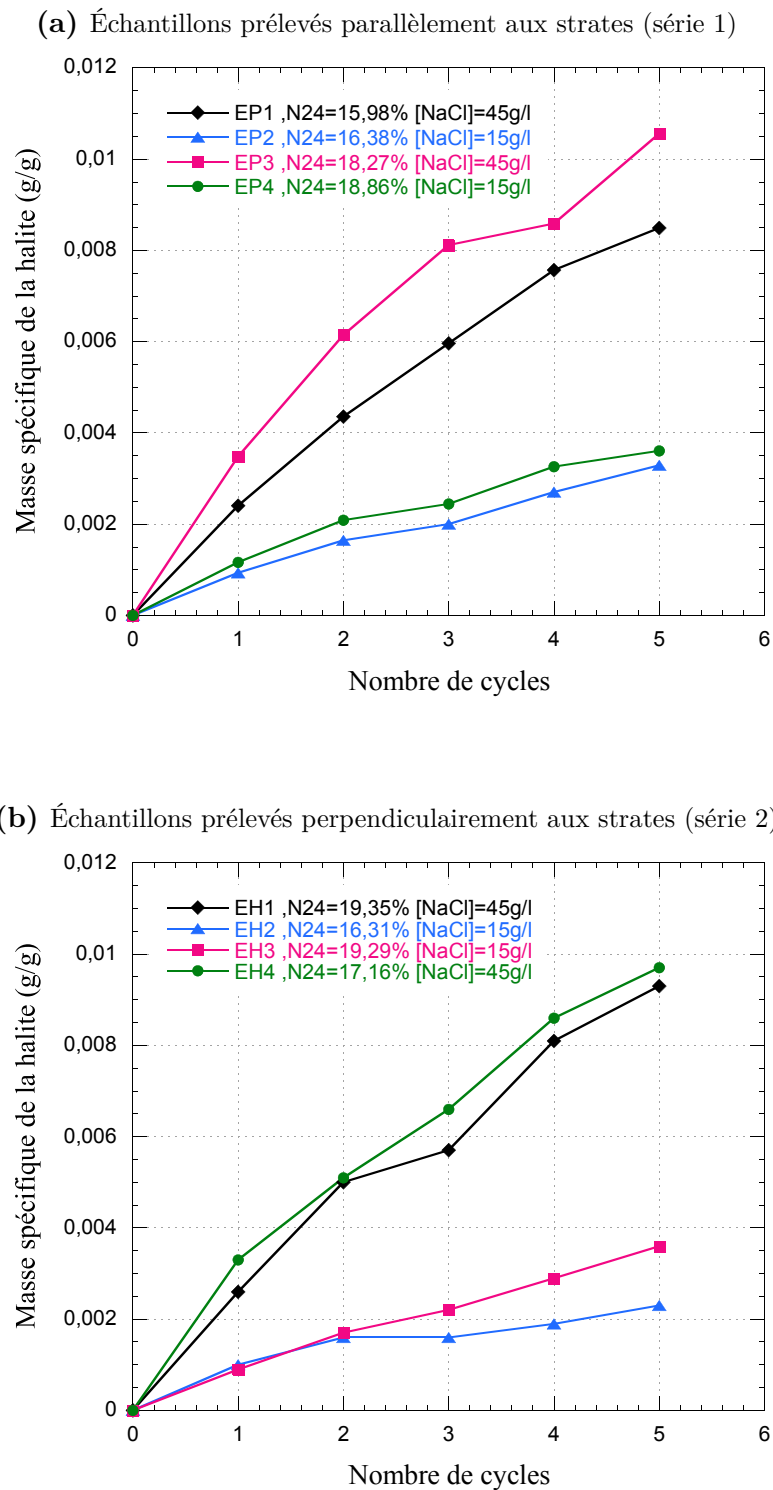 (a) Échantillons prélevés parallèlement aux strates (série 1)
0,012
EP1 ,N24=15,98% [NaCl]=45g/l
EP2 ,N24=16,38% [NaCl]=15g/l
EP3 ,N24=18,27% [NaCl]=45g/l
EP4 ,N24=18,86% [NaCl]=15g/l
0,01
0,008
0,006
0,004
0,002
0
Masse spécifique de la halite (g/g)
0 1 2 3 4 5 6
Nombre de cycles
(b) Échantillons prélevés perpendiculairement aux strates (série 2)
0,012
EH1 ,N24=19,35% [NaCl]=45g/l
EH2 ,N24=16,31% [NaCl]=15g/l
EH3 ,N24=19,29% [NaCl]=15g/l
EH4 ,N24=17,16% [NaCl]=45g/l
0,01
0,008
0,006
0,004
0,002
0
Masse spécifique de la halite (g/g)
0 1 2 3 4 5 6
Nombre de cycles